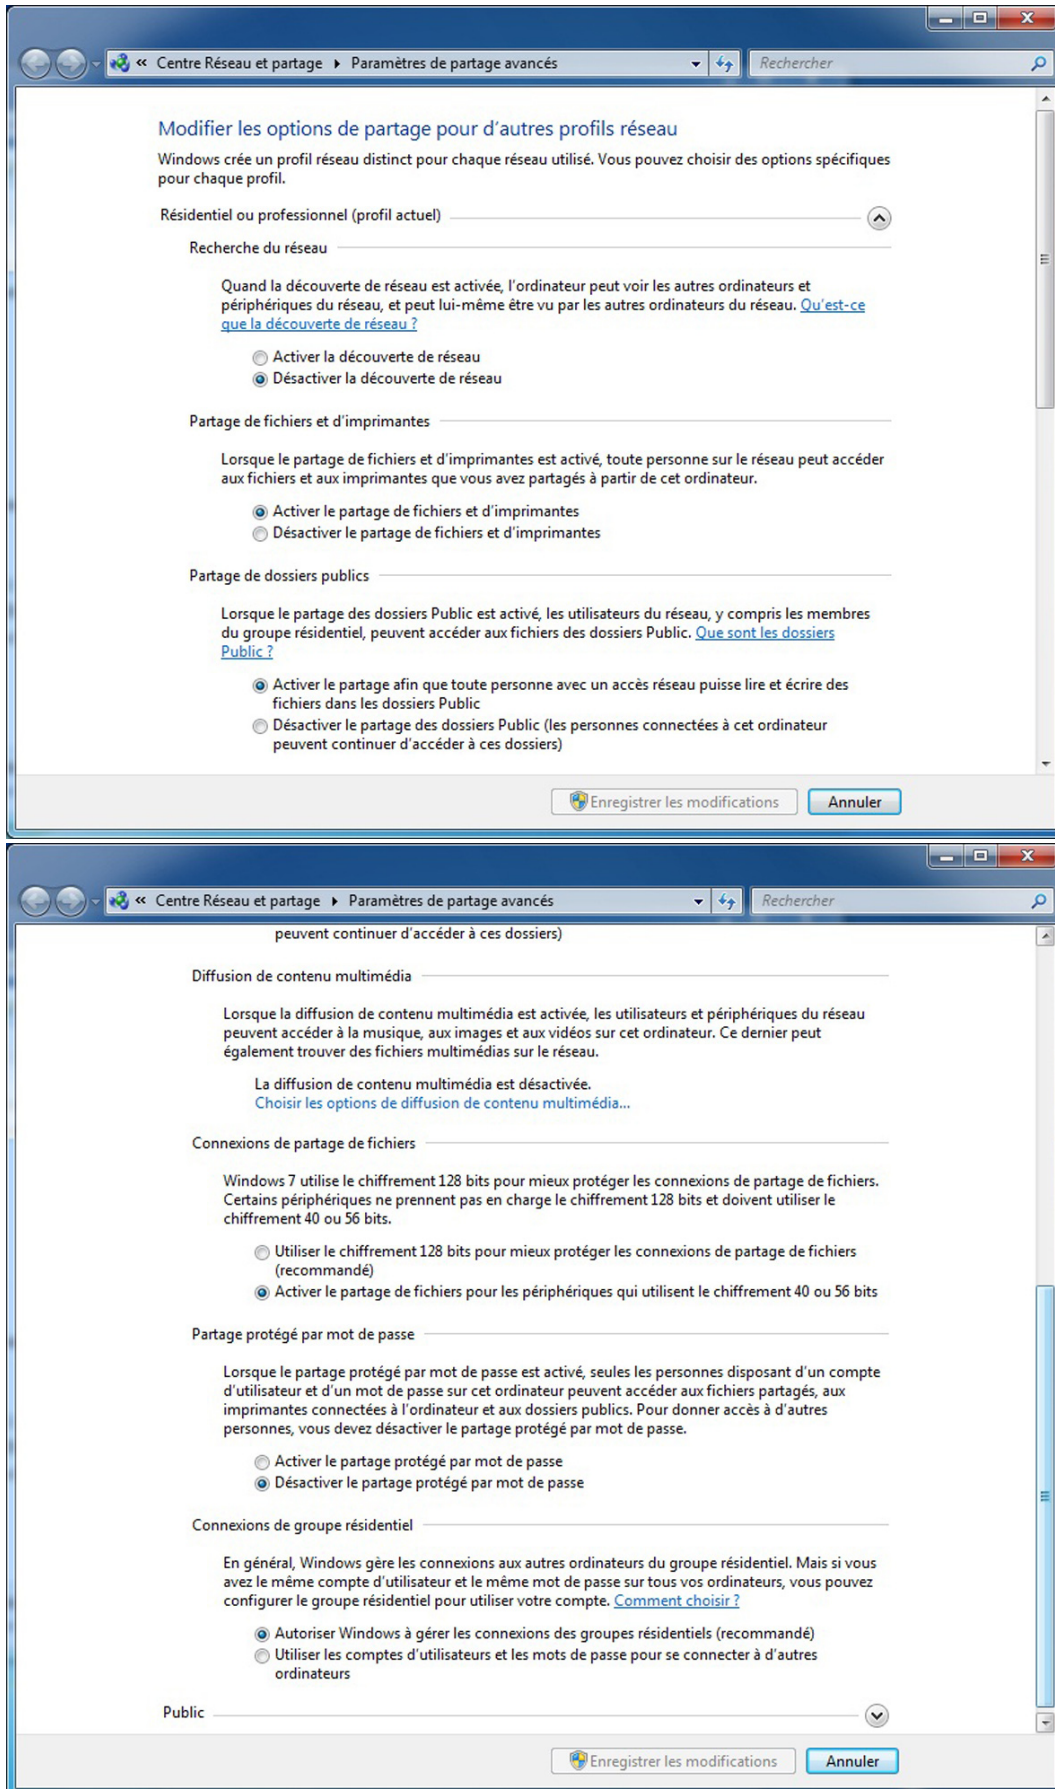 « Centre Réseau et partage Paramètres de partage avancés Rechercher
Modifier les options de partage pour d'autres profils réseau
Windows crée un profil réseau distinct pour chaque réseau utilisé. Vous pouvez choisir des options spécifiques
pour chaque profil.
Résidentiel ou professionnel (profil actuel)
Recherche du réseau
Quand la découverte de réseau est activée, l'ordinateur peut voir les autres ordinateurs et
périphériques du réseau, et peut lui-même être vu par les autres ordinateurs du réseau. Qu'est-ce
que la découverte de réseau ?
Activer la découverte de réseau
Désactiver la découverte de réseau
Partage de fichiers et d'imprimantes
Lorsque le partage de fichiers et d'imprimantes est activé, toute personne sur le réseau peut accéder
aux fichiers et aux imprimantes que vous avez partagés à partir de cet ordinateur.
Activer le partage de fichiers et d'imprimantes
Désactiver le partage de fichiers et d'imprimantes
Partage de dossiers publics
Lorsque le partage des dossiers Public est activé, les utilisateurs du réseau, y compris les membres
du groupe résidentiel, peuvent accéder aux fichiers des dossiers Public. Que sont les dossiers
Public ?
Activer le partage afin que toute personne avec un accès réseau puisse lire et écrire des
fichiers dans les dossiers Public
Désactiver le partage des dossiers Public (les personnes connectées à cet ordinateur
peuvent continuer d'accéder à ces dossiers)
Enregistrer les modifications Annuler
« Centre Réseau et partage Paramètres de partage avancés Rechercher
peuvent continuer d'accéder à ces dossiers)
Diffusion de contenu multimédia
Lorsque la diffusion de contenu multimédia est activée, les utilisateurs et périphériques du réseau
peuvent accéder à la musique, aux images et aux vidéos sur cet ordinateur. Ce dernier peut
également trouver des fichiers multimédias sur le réseau.
La diffusion de contenu multimédia est désactivée.
Choisir les options de diffusion de contenu multimédia...
Connexions de partage de fichiers
Windows 7 utilise le chiffrement 128 bits pour mieux protéger les connexions de partage de fichiers.
Certains périphériques ne prennent pas en charge le chiffrement 128 bits et doivent utiliser le
chiffrement 40 ou 56 bits.
Utiliser le chiffrement 128 bits pour mieux protéger les connexions de partage de fichiers
(recommandé)
Activer le partage de fichiers pour les périphériques qui utilisent le chiffrement 40 ou 56 bits
Partage protégé par mot de passe
Lorsque le partage protégé par mot de passe est activé, seules les personnes disposant d'un compte
d'utilisateur et d'un mot de passe sur cet ordinateur peuvent accéder aux fichiers partagés, aux
imprimantes connectées à l'ordinateur et aux dossiers publics. Pour donner accès à d'autres
personnes, vous devez désactiver le partage protégé par mot de passe.
Activer le partage protégé par mot de passe
Désactiver le partage protégé par mot de passe
Connexions de groupe résidentiel
En général, Windows gère les connexions aux autres ordinateurs du groupe résidentiel. Mais si vous
avez le même compte d'utilisateur et le même mot de passe sur tous vos ordinateurs, vous pouvez
configurer le groupe résidentiel pour utiliser votre compte. Comment choisir ?
Autoriser Windows à gérer les connexions des groupes résidentiels (recommandé)
Utiliser les comptes d'utilisateurs et les mots de passe pour se connecter à d'autres
ordinateurs
Public
Enregistrer les modifications Annuler